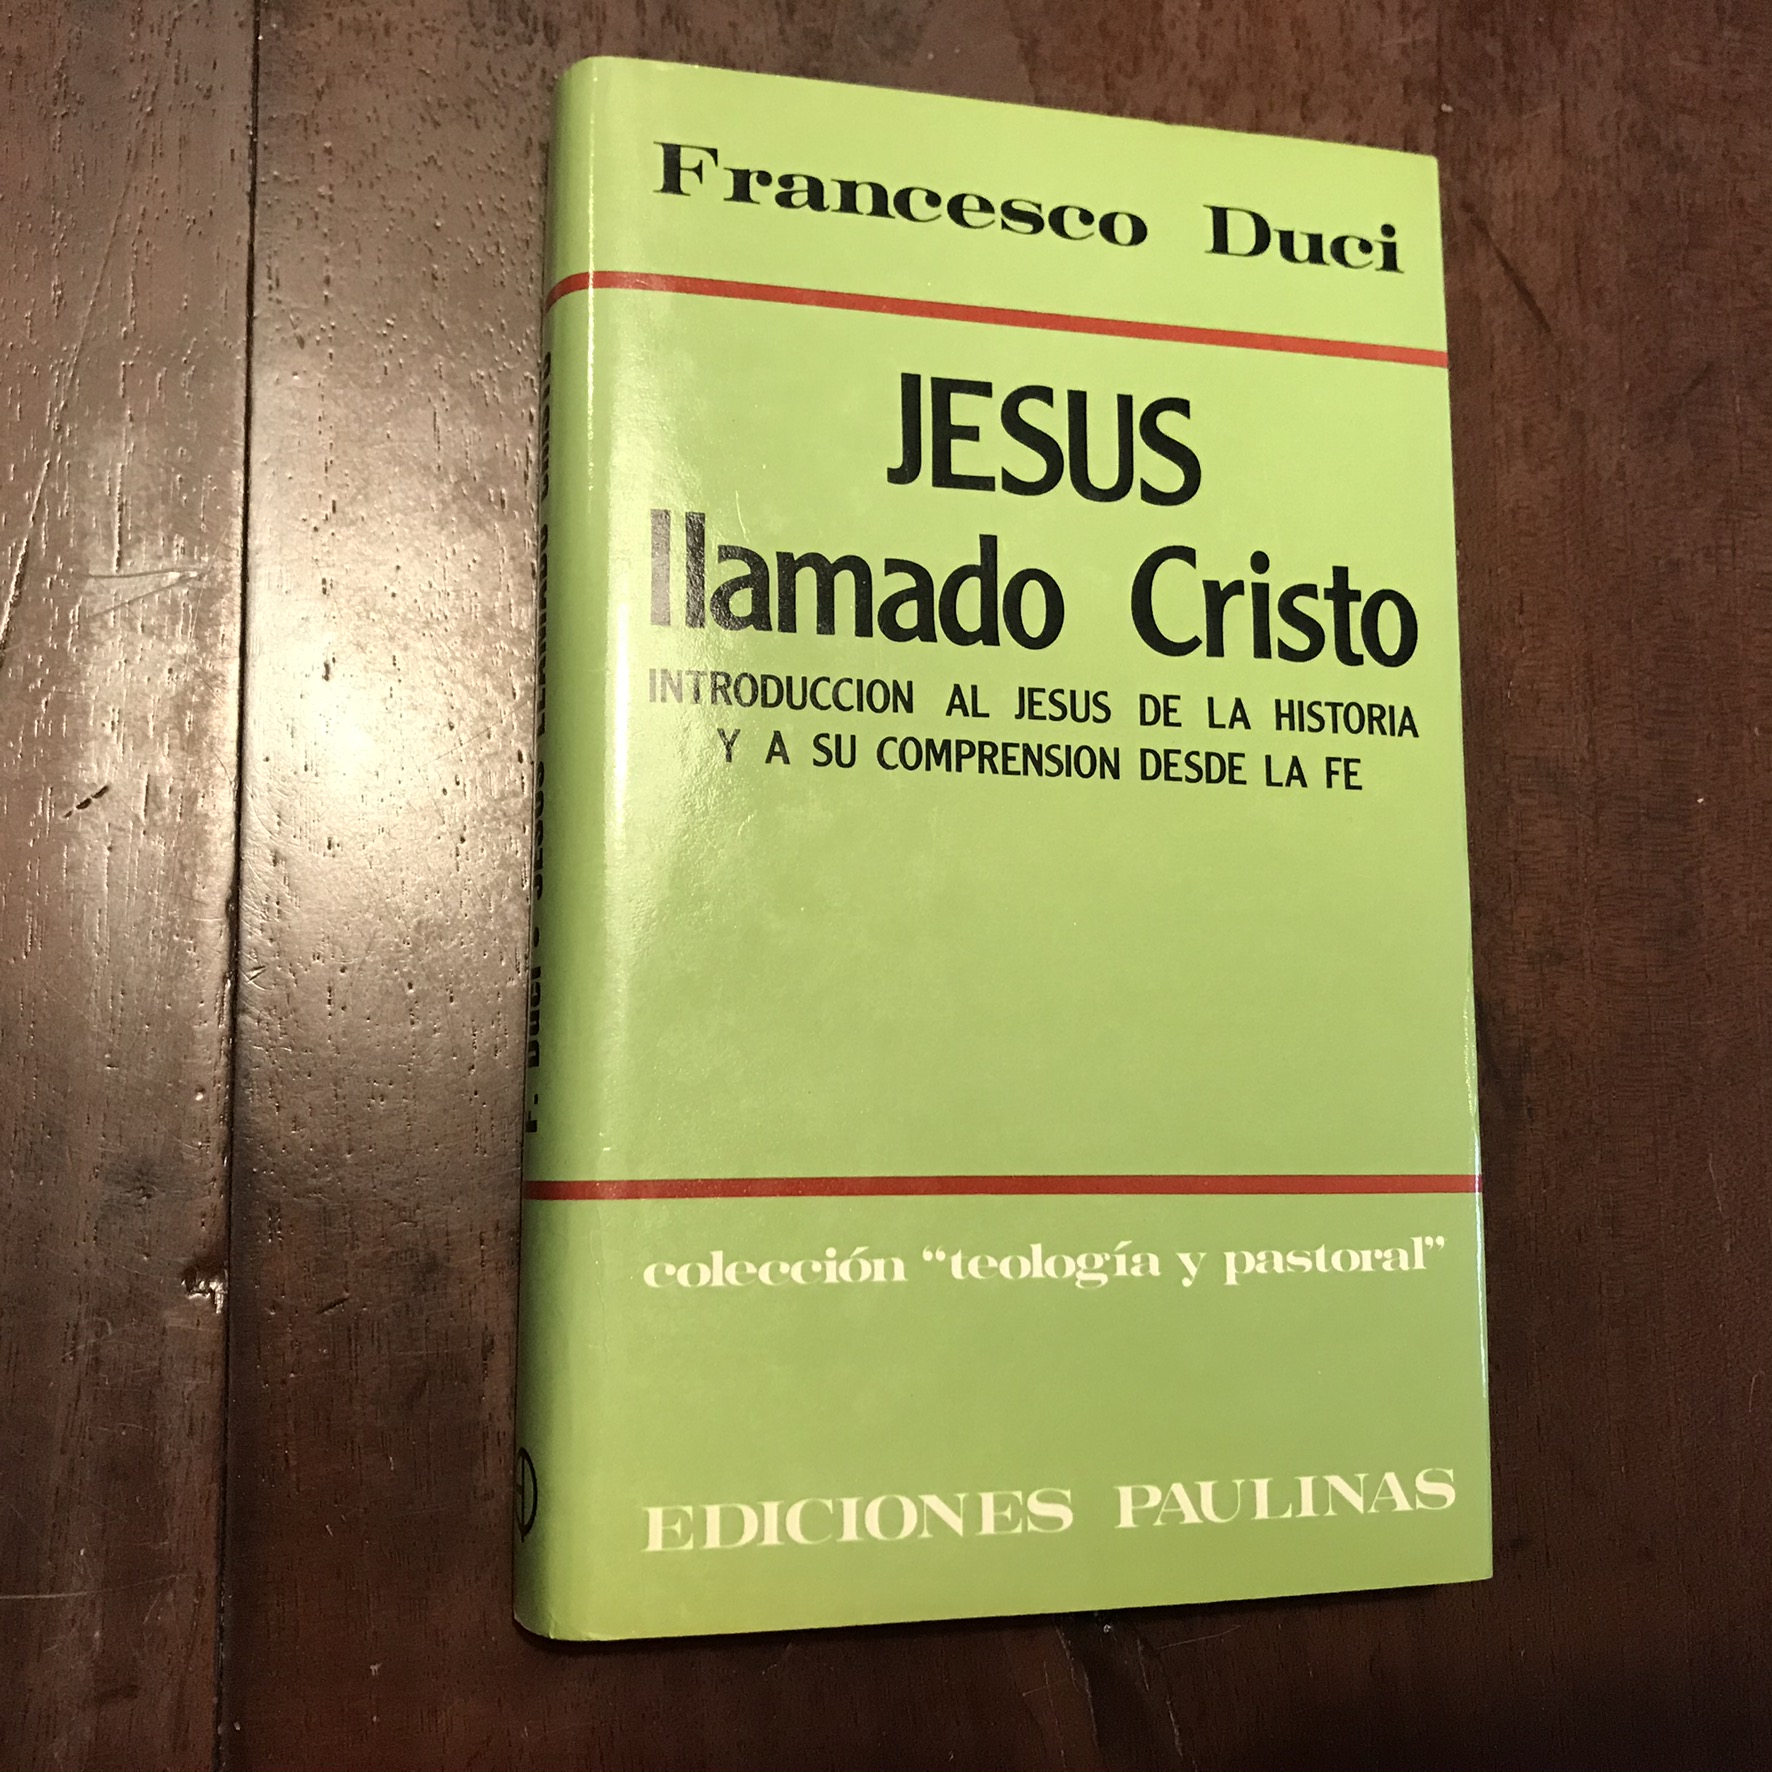 Francesco Duci
JESUS
llamado Cristo
INTRODUCCION AL JESUS DE LA HISTORIA
Y A SU COMPRENSION DESDE LA FE
colección “teología y pastoral”
EDICIONES PAULINAS
F. Duci • JESUS LLAMADO CRISTO